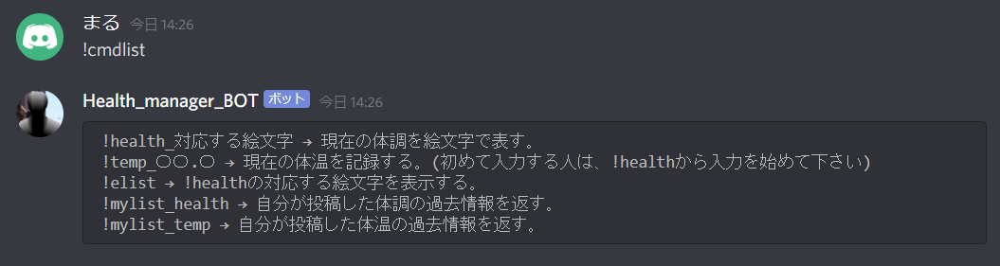 まる 今日 14:26
!cmdlist
Health_manager_BOT ボット 今日 14:26
!health_対応する絵文字 → 現在の体調を絵文字で表す。
!temp_〇〇.〇 → 現在の体温を記録する。(初めて入力する人は、!healthから入力を始めて下さい)
!elist → !healthの対応する絵文字を表示する。
!mylist_health → 自分が投稿した体調の過去情報を返す。
!mylist_temp → 自分が投稿した体温の過去情報を返す。